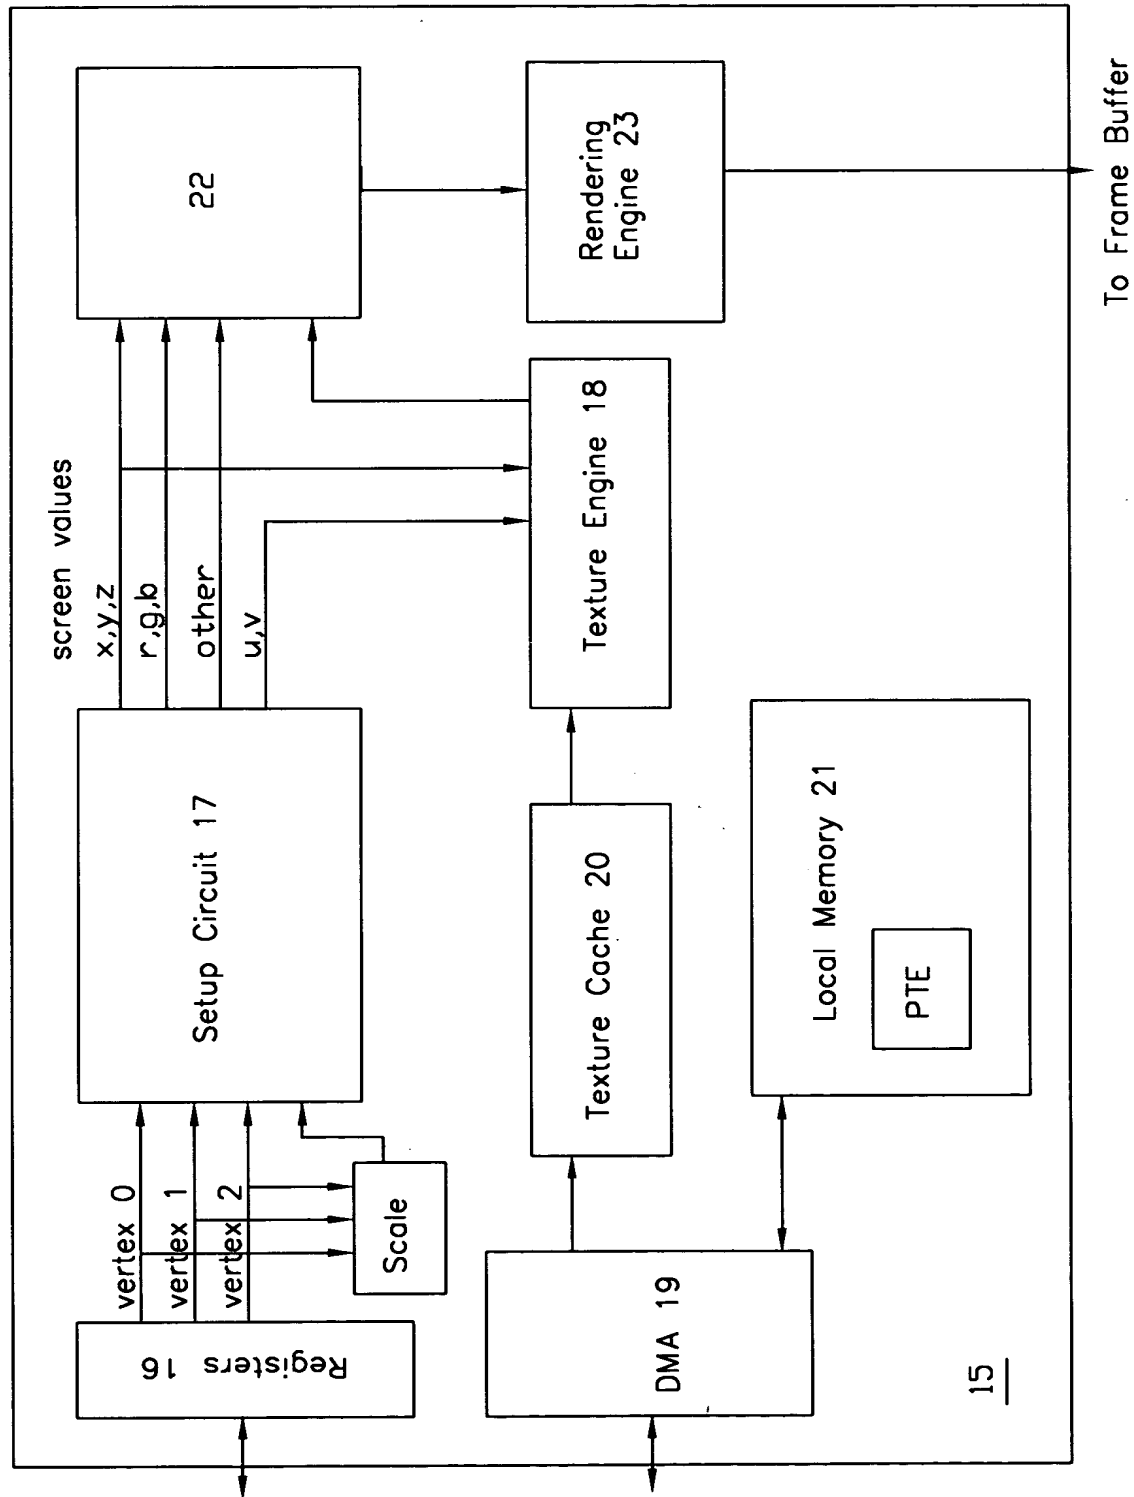 Registers 16
vertex 0
vertex 1
vertex 2
Scale
Setup Circuit 17
screen values
x,y,z
r,g,b
other
u,v
22
DMA 19
Texture Cache 20
Texture Engine 18
Rendering
Engine 23
Local Memory 21
PTE
15
To Frame Buffer